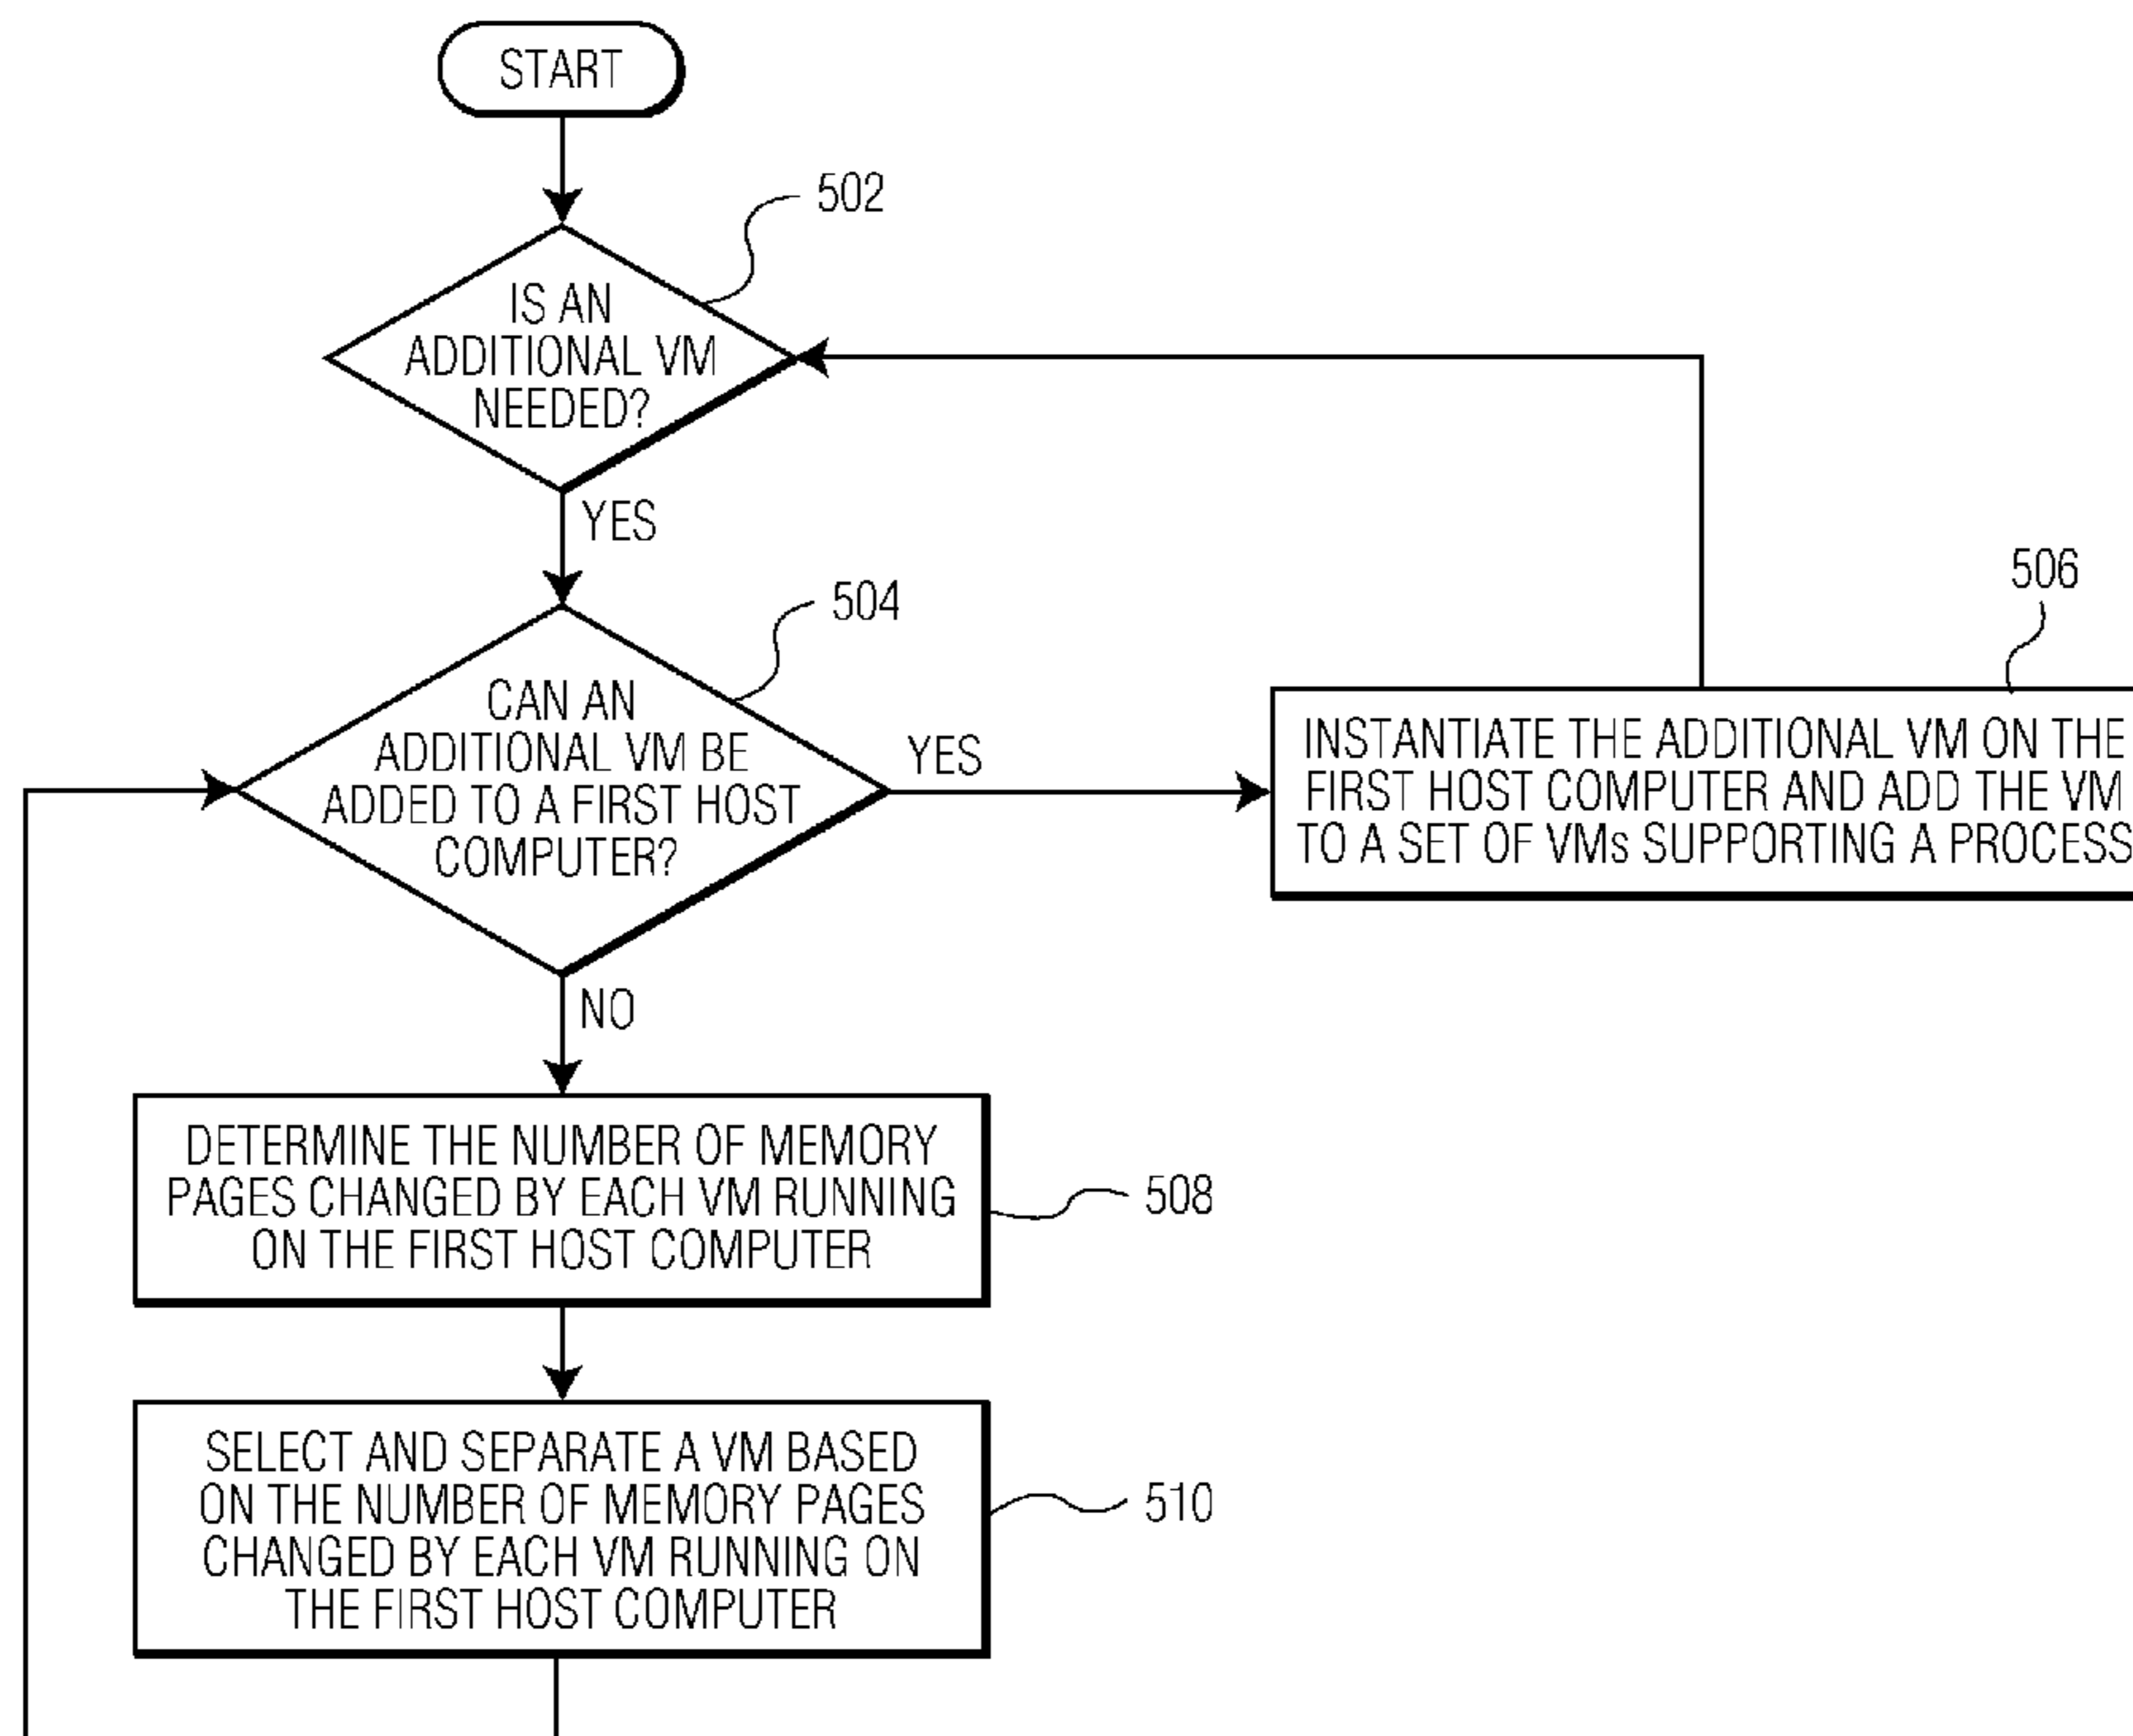 START
502
IS AN
ADDITIONAL VM
NEEDED?
YES
504
CAN AN
ADDITIONAL VM BE
ADDED TO A FIRST HOST
COMPUTER?
YES
506
INSTANTIATE THE ADDITIONAL VM ON THE
FIRST HOST COMPUTER AND ADD THE VM
TO A SET OF VMs SUPPORTING A PROCESS
NO
DETERMINE THE NUMBER OF MEMORY
PAGES CHANGED BY EACH VM RUNNING
ON THE FIRST HOST COMPUTER
508
SELECT AND SEPARATE A VM BASED
ON THE NUMBER OF MEMORY PAGES
CHANGED BY EACH VM RUNNING ON
THE FIRST HOST COMPUTER
510